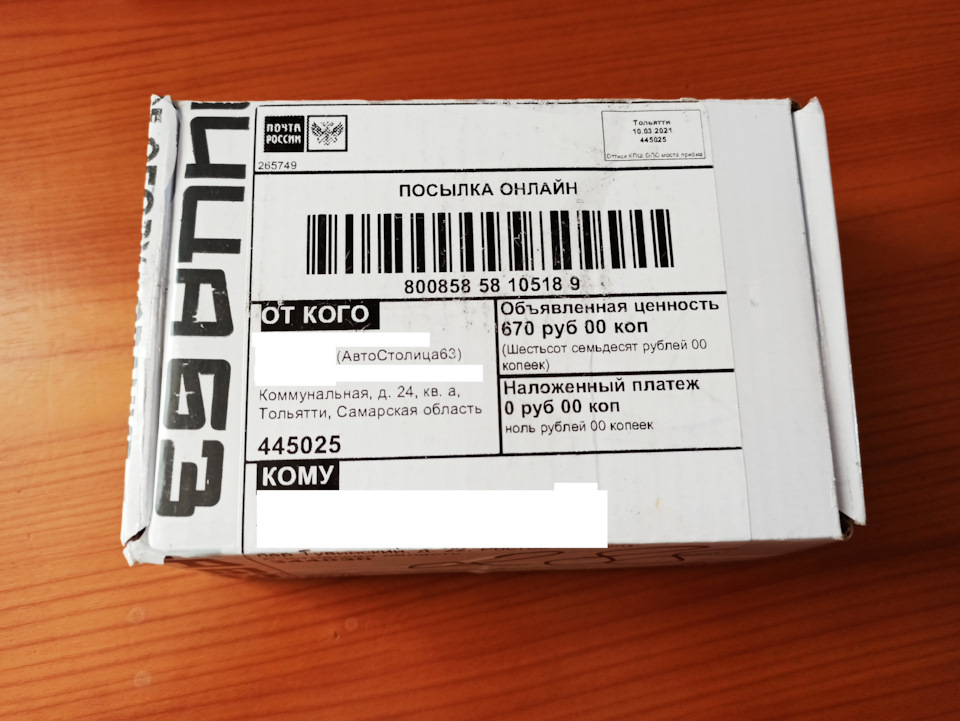 ПОЧТА
РОССИИ
Тольятти
10.03.2021
445025
265749
ПОСЫЛКА ОНЛАЙН
800858 58 10518 9
ОТ КОГО
(АвтоСтолица63)
Коммунальная, д. 24, кв. а,
Тольятти, Самарская область
445025
Объявленная ценность
670 руб 00 коп
(Шестьсот семьдесят рублей 00
копеек)
Наложенный платеж
0 руб 00 коп
ноль рублей 00 копеек
КОМУ